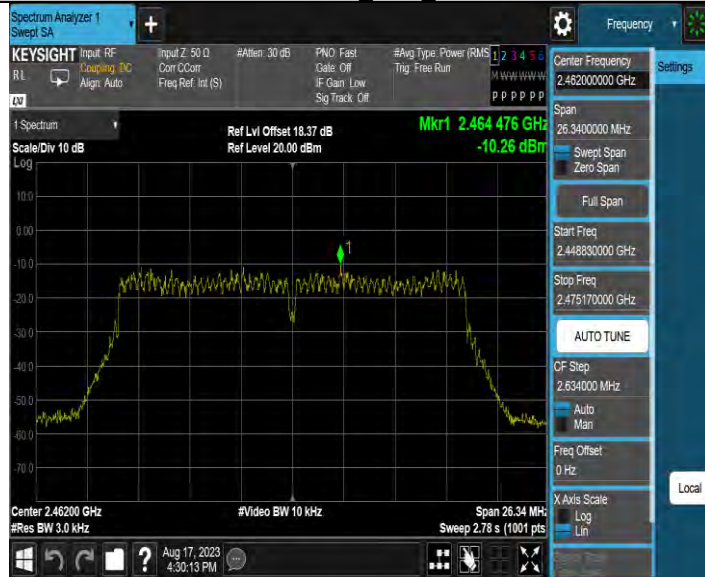 Spectrum Analyzer 1
Swept SA
+
Frequency
KEYSIGHT
Input: RF
Coupling: DC
Align: Auto
Input Z: 50 Ω
Corr CCorr
Freq Ref: Int (S)
#Atten: 30 dB
PNO: Fast
Gate: Off
IF Gain: Low
Sig Track: Off
#Avg Type: Power (RMS
Trig: Free Run
1 2 3 4 5 6
M W W W W W
P P P P P P
RL
LXI
Center Frequency
2.462000000 GHz
Settings
Span
26.3400000 MHz
Swept Span
Zero Span
Full Span
Start Freq
2.448830000 GHz
Stop Freq
2.475170000 GHz
AUTO TUNE
CF Step
2.634000 MHz
Auto
Man
Freq Offset
0 Hz
X Axis Scale
Log
Lin
Local
1 Spectrum
Scale/Div 10 dB
Ref Lvl Offset 18.37 dB
Ref Level 20.00 dBm
Mkr1 2.464 476 GHz
-10.26 dBm
Log
10.0
0.00
-10.0
-20.0
-30.0
-40.0
-50.0
-60.0
-70.0
1
Center 2.46200 GHz
#Res BW 3.0 kHz
#Video BW 10 kHz
Span 26.34 MHz
Sweep 2.78 s (1001 pts
?
Aug 17, 2023
4:30:13 PM